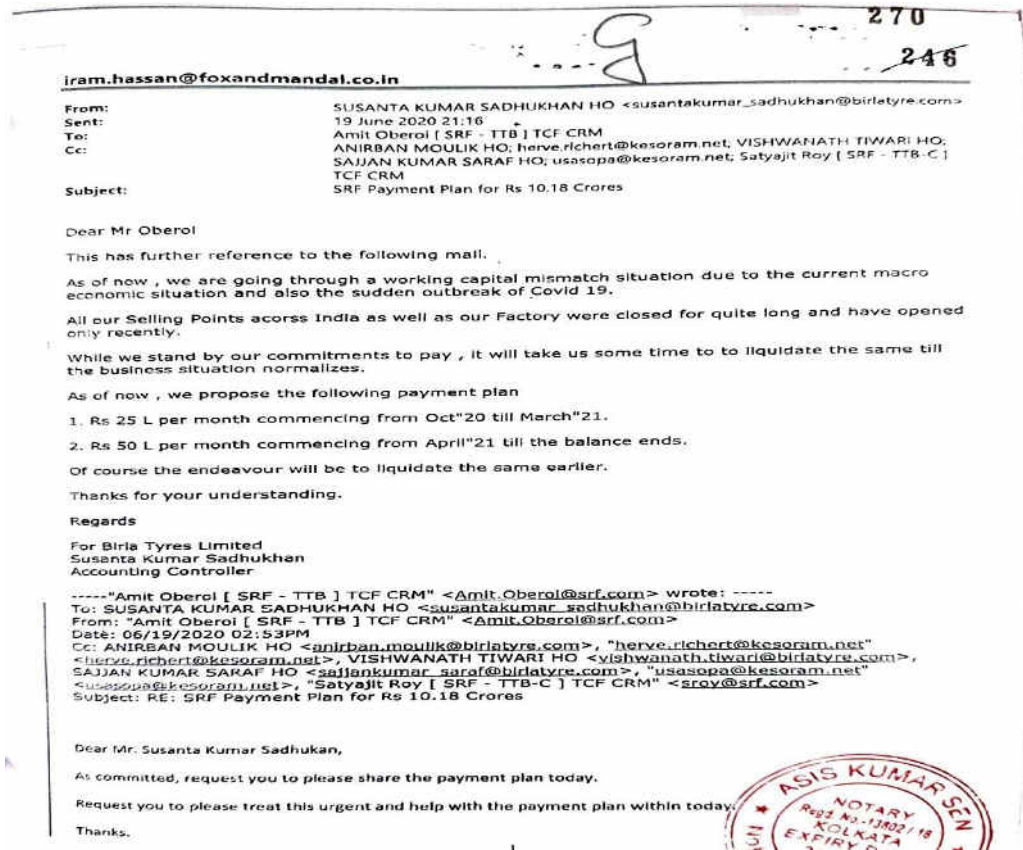 270
246
iram.hassan@foxandmandal.co.in
From: SUSANTA KUMAR SADHUKHAN HO <susantakumar_sadhukhan@birlatyre.com>
Sent: 19 June 2020 21:16
To: Amit Oberoi [ SRF - TTB ] TCF CRM
Cc: ANIRBAN MOULIK HO; herve.richert@kesoram.net; VISHWANATH TIWARI HO;
SAJJAN KUMAR SARAF HO; usasopa@kesoram.net; Satyajit Roy [ SRF - TTB-C ]
TCF CRM
Subject: SRF Payment Plan for Rs 10.18 Crores
Dear Mr Oberoi
This has further reference to the following mail.
As of now , we are going through a working capital mismatch situation due to the current macro
economic situation and also the sudden outbreak of Covid 19.
All our Selling Points acorss India as well as our Factory were closed for quite long and have opened
only recently.
While we stand by our commitments to pay , it will take us some time to to liquidate the same till
the business situation normalizes.
As of now , we propose the following payment plan
1. Rs 25 L per month commencing from Oct"20 till March"21.
2. Rs 50 L per month commencing from April"21 till the balance ends.
Of course the endeavour will be to liquidate the same earlier.
Thanks for your understanding.
Regards
For Birla Tyres Limited
Susanta Kumar Sadhukhan
Accounting Controller
-----"Amit Oberoi [ SRF - TTB ] TCF CRM" <Amit.Oberoi@srf.com> wrote: -----
To: SUSANTA KUMAR SADHUKHAN HO <susantakumar_sadhukhan@birlatyre.com>
From: "Amit Oberoi [ SRF - TTB ] TCF CRM" <Amit.Oberoi@srf.com>
Date: 06/19/2020 02:53PM
Cc: ANIRBAN MOULIK HO <anirban.moulik@birlatyre.com>, "herve.richert@kesoram.net"
<herve.richert@kesoram.net>, VISHWANATH TIWARI HO <vishwanath.tiwari@birlatyre.com>,
SAJJAN KUMAR SARAF HO <sajjankumar_saraf@birlatyre.com>, "usasopa@kesoram.net"
<usasopa@kesoram.net>, "Satyajit Roy [ SRF - TTB-C ] TCF CRM" <sroy@srf.com>
Subject: RE: SRF Payment Plan for Rs 10.18 Crores
Dear Mr. Susanta Kumar Sadhukan,
As committed, request you to please share the payment plan today.
Request you to please treat this urgent and help with the payment plan within today.
Thanks.
ASIS KUMAR SEN
NOTARY
Regd. No.-13802/18
KOLKATA
EXPIRY